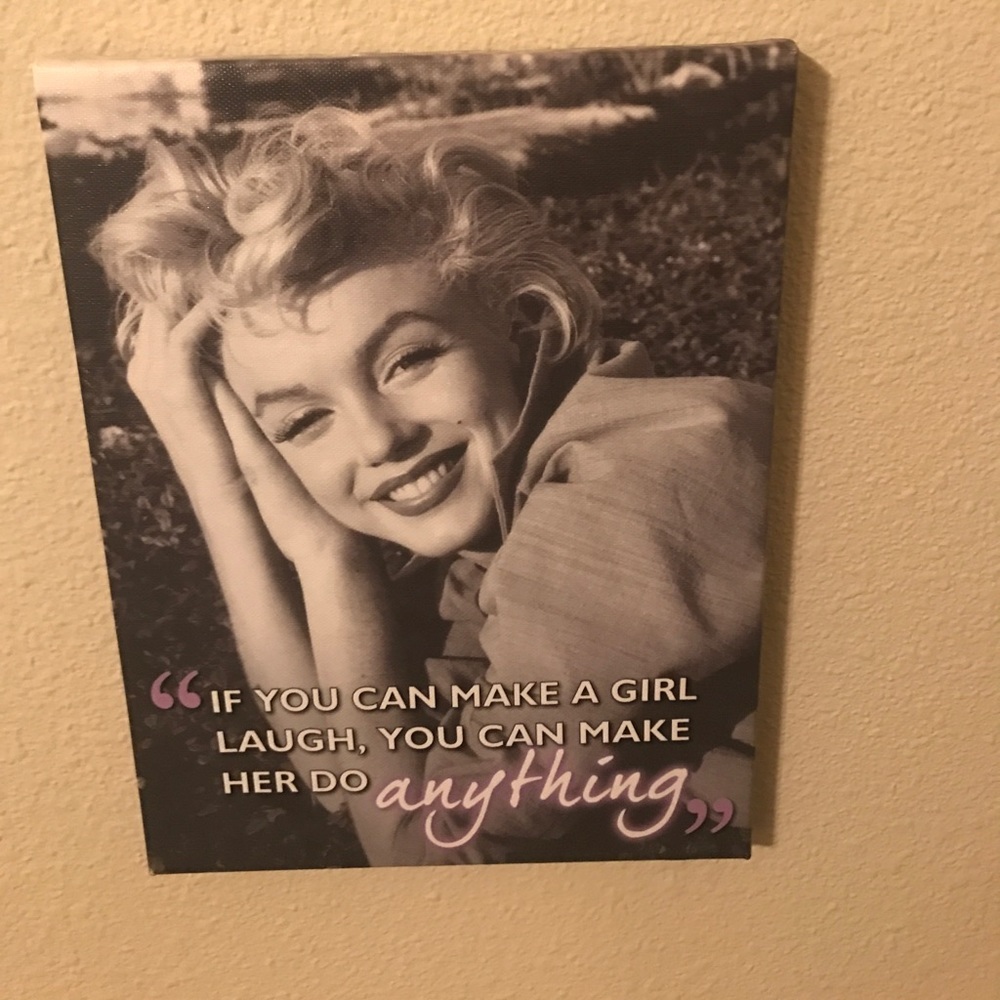 “IF YOU CAN MAKE A GIRL
LAUGH, YOU CAN MAKE
HER DO anything”